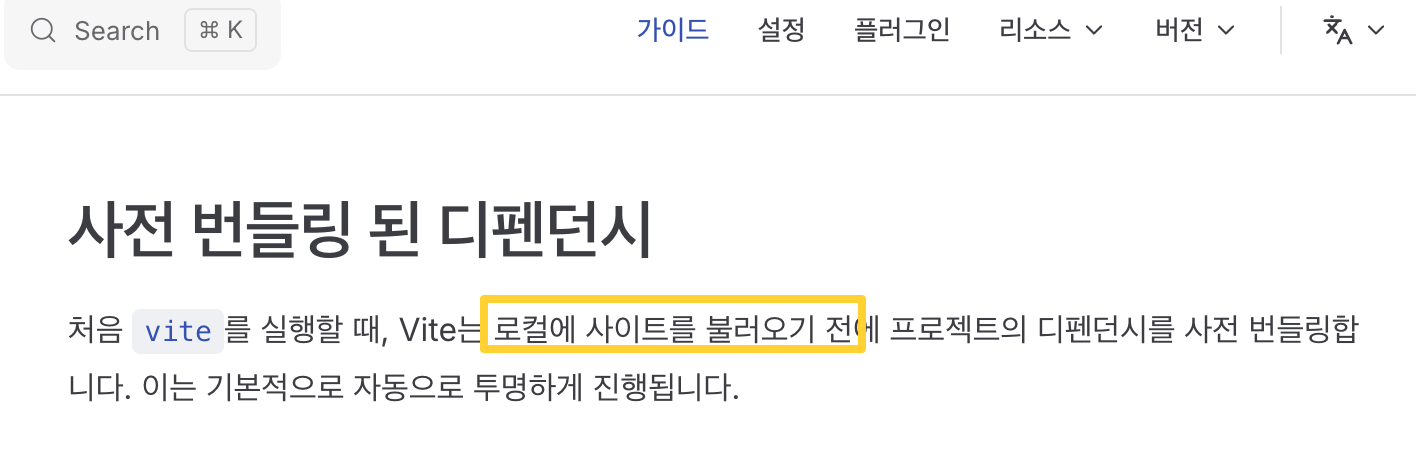 Search ⌘ K 가이드 설정 플러그인 리소스 버전
사전 번들링 된 디펜던시
처음 vite를 실행할 때, Vite는 로컬에 사이트를 불러오기 전에 프로젝트의 디펜던시를 사전 번들링합
니다. 이는 기본적으로 자동으로 투명하게 진행됩니다.